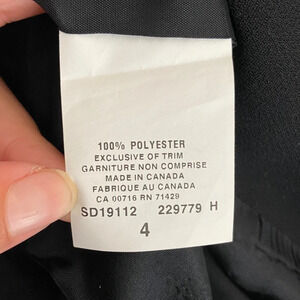 100% POLYESTER
EXCLUSIVE OF TRIM
GARNITURE NON COMPRISE
MADE IN CANADA
FABRIQUE AU CANADA
CA 00716 RN 71429
SD19112 229779 H
4